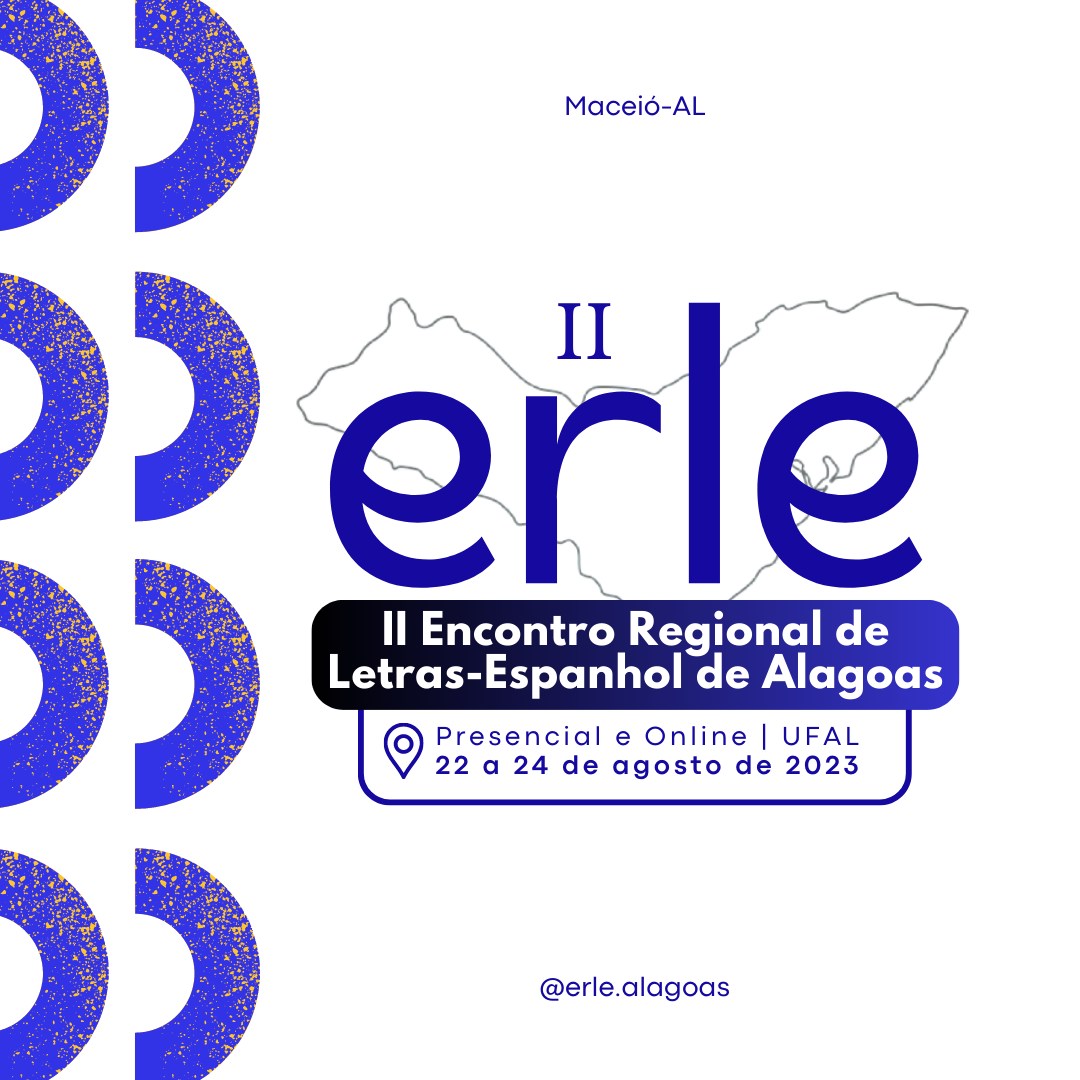 Maceió-AL
II
erle
II Encontro Regional de
Letras-Espanhol de Alagoas
Presencial e Online | UFAL
22 a 24 de agosto de 2023
@erle.alagoas